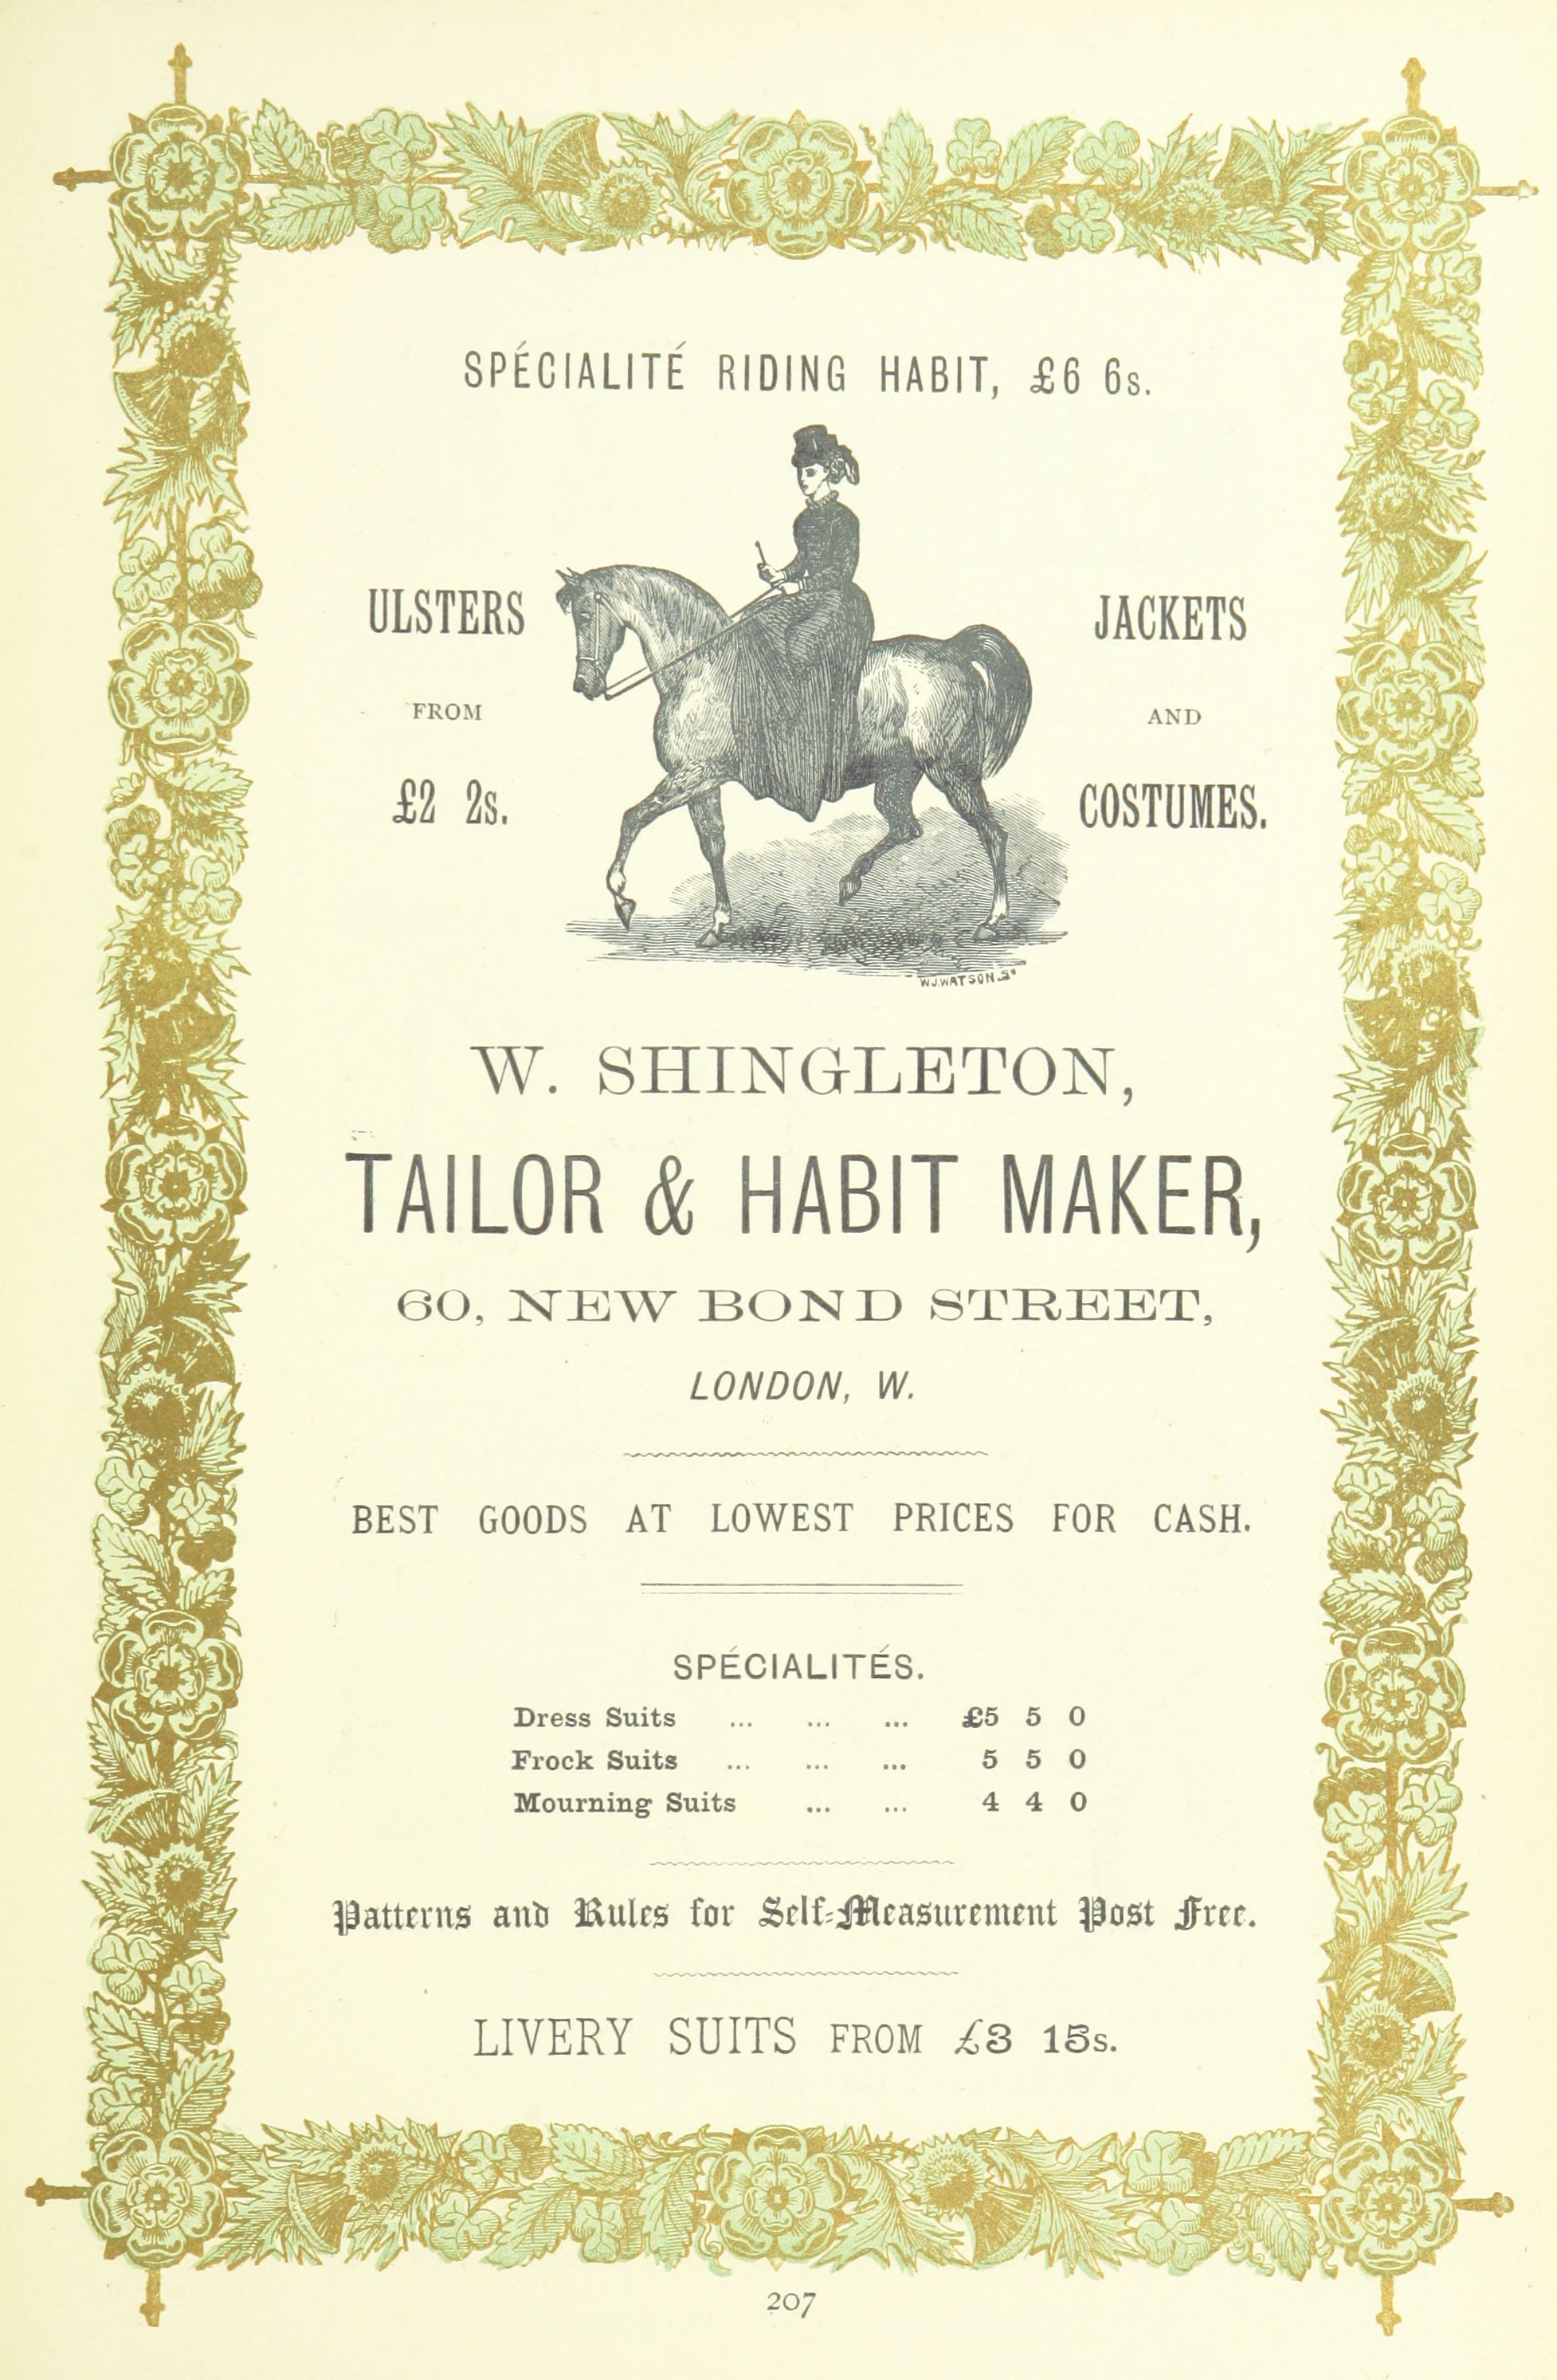 SPÉCIALITÉ RIDING HABIT, £6 6s.
ULSTERS
FROM
£2 2s.
JACKETS
AND
COSTUMES.
W.J.WATSON.Sc
W. SHINGLETON,
TAILOR & HABIT MAKER,
60, NEW BOND STREET,
LONDON, W.
BEST GOODS AT LOWEST PRICES FOR CASH.
SPÉCIALITÉS.
Dress Suits ... ... ... £5 5 0
Frock Suits ... ... ... 5 5 0
Mourning Suits ... ... 4 4 0
Patterns and Rules for Self-Measurement Post Free.
LIVERY SUITS FROM £3 15s.
207